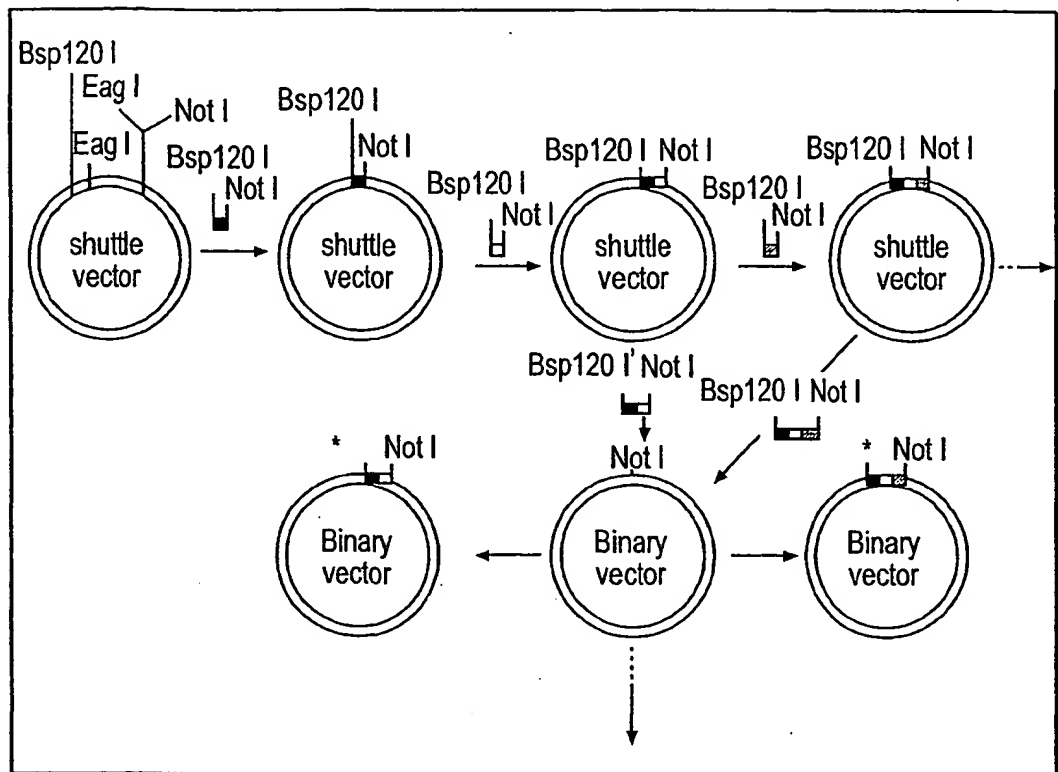 Bsp120 I
Eag I
Not I
Eag I
Bsp120 I
Not I
shuttle
vector
Bsp120 I
Not I
shuttle
vector
Bsp120 I
Not I
Bsp120 I Not I
shuttle
vector
Bsp120 I
Not I
Bsp120 I Not I
shuttle
vector
Bsp120 I' Not I
Bsp120 I Not I
* Not I
Binary
vector
Not I
Binary
vector
* Not I
Binary
vector